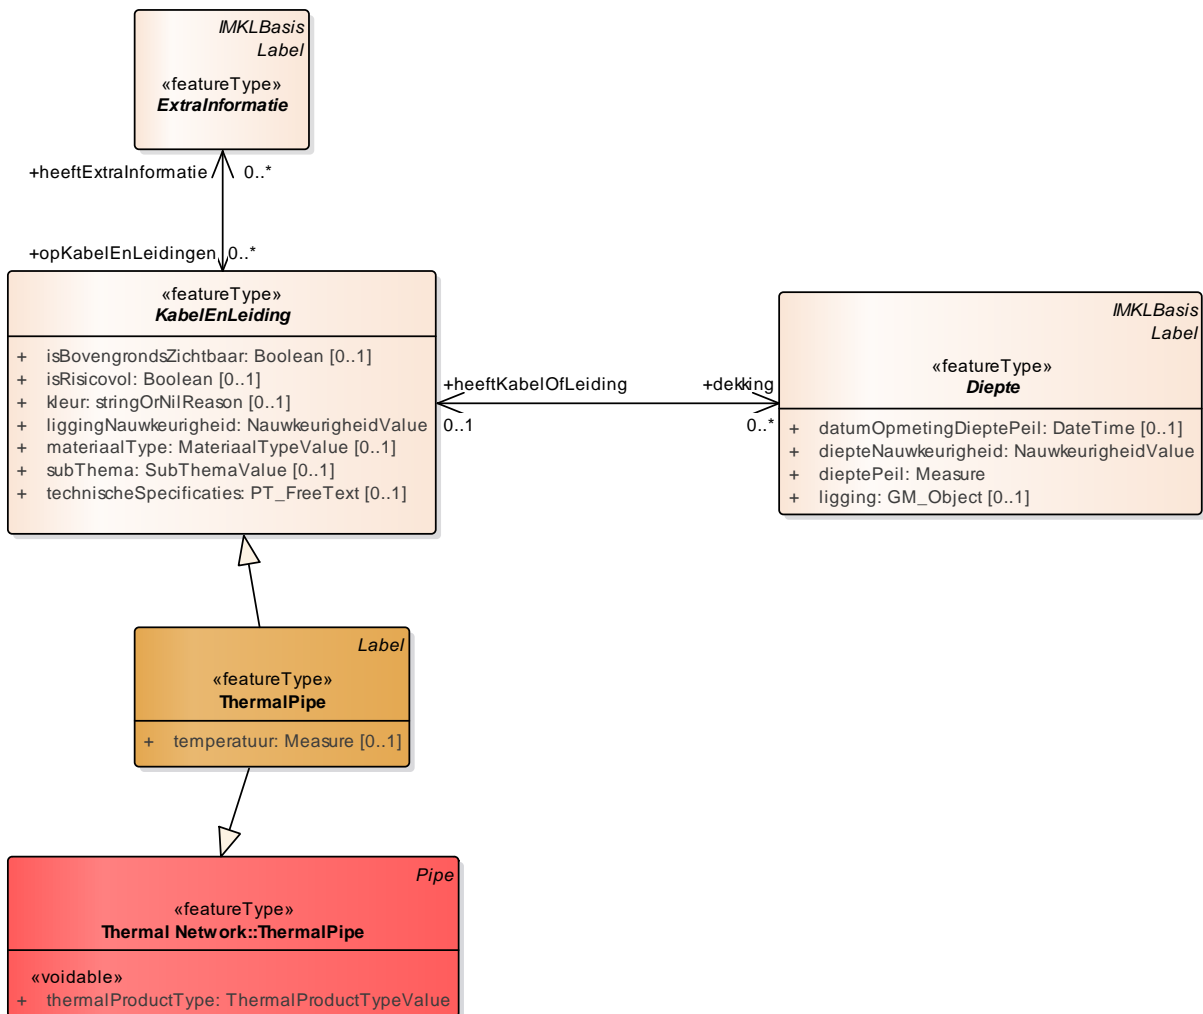 IMKLBasis
Label
«featureType»
ExtraInformatie
+heeftExtraInformatie 0..*
+opKabelEnLeidingen 0..*
«featureType»
KabelEnLeiding
+ isBovengrondsZichtbaar: Boolean [0..1]
+ isRisicovol: Boolean [0..1]
+ kleur: stringOrNilReason [0..1]
+ liggingNauwkeurigheid: NauwkeurigheidValue
+ materiaalType: MateriaalTypeValue [0..1]
+ subThema: SubThemaValue [0..1]
+ technischeSpecificaties: PT_FreeText [0..1]
+heeftKabelOfLeiding +dekking
0..1 0..*
IMKLBasis
Label
«featureType»
Diepte
+ datumOpmetingDieptePeil: DateTime [0..1]
+ diepteNauwkeurigheid: NauwkeurigheidValue
+ dieptePeil: Measure
+ ligging: GM_Object [0..1]
Label
«featureType»
ThermalPipe
+ temperatuur: Measure [0..1]
Pipe
«featureType»
Thermal Network::ThermalPipe
«voidable»
+ thermalProductType: ThermalProductTypeValue